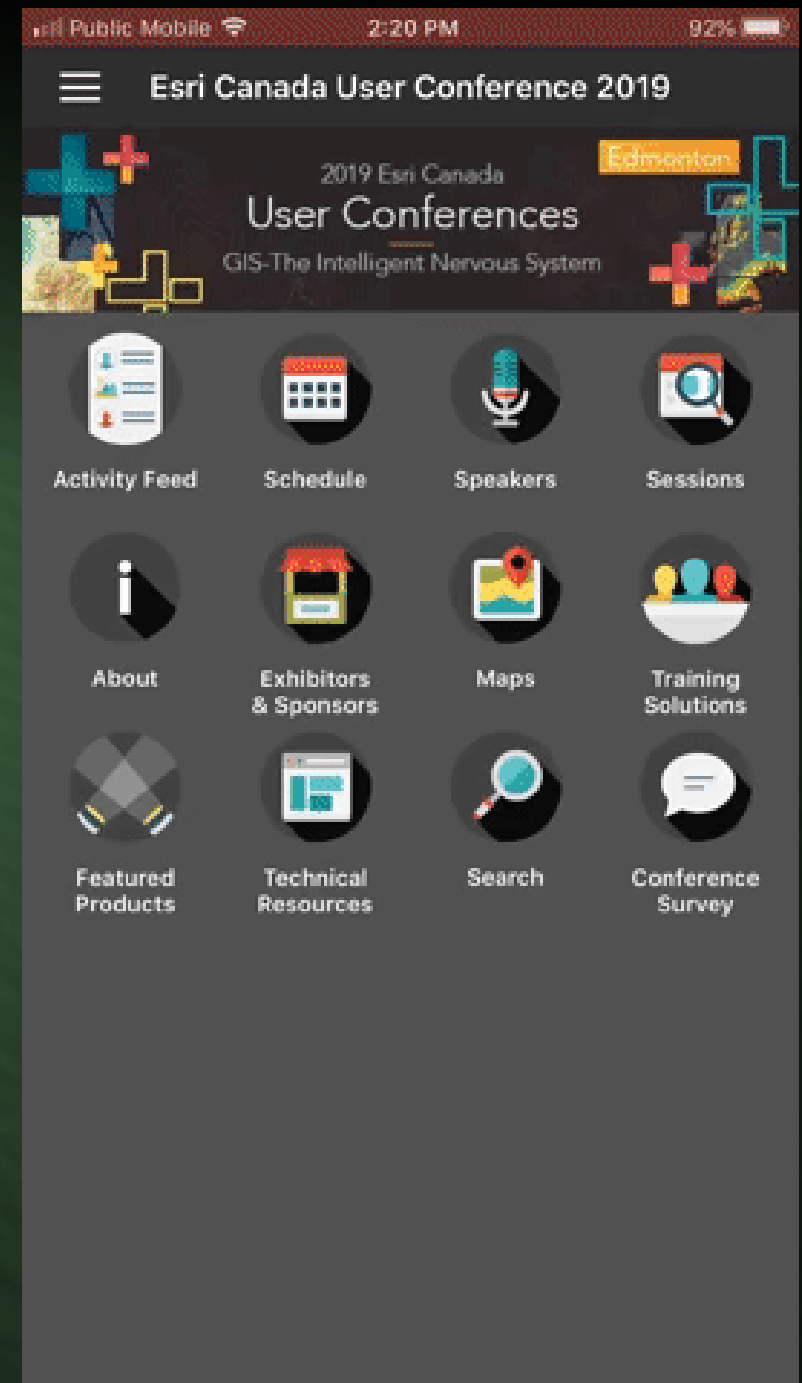 Public Mobile 2:20 PM 92%
Esri Canada User Conference 2019
Edmonton
2019 Esri Canada
User Conferences
GIS-The Intelligent Nervous System
Activity Feed Schedule Speakers Sessions
About Exhibitors & Sponsors Maps Training Solutions
Featured Products Technical Resources Search Conference Survey